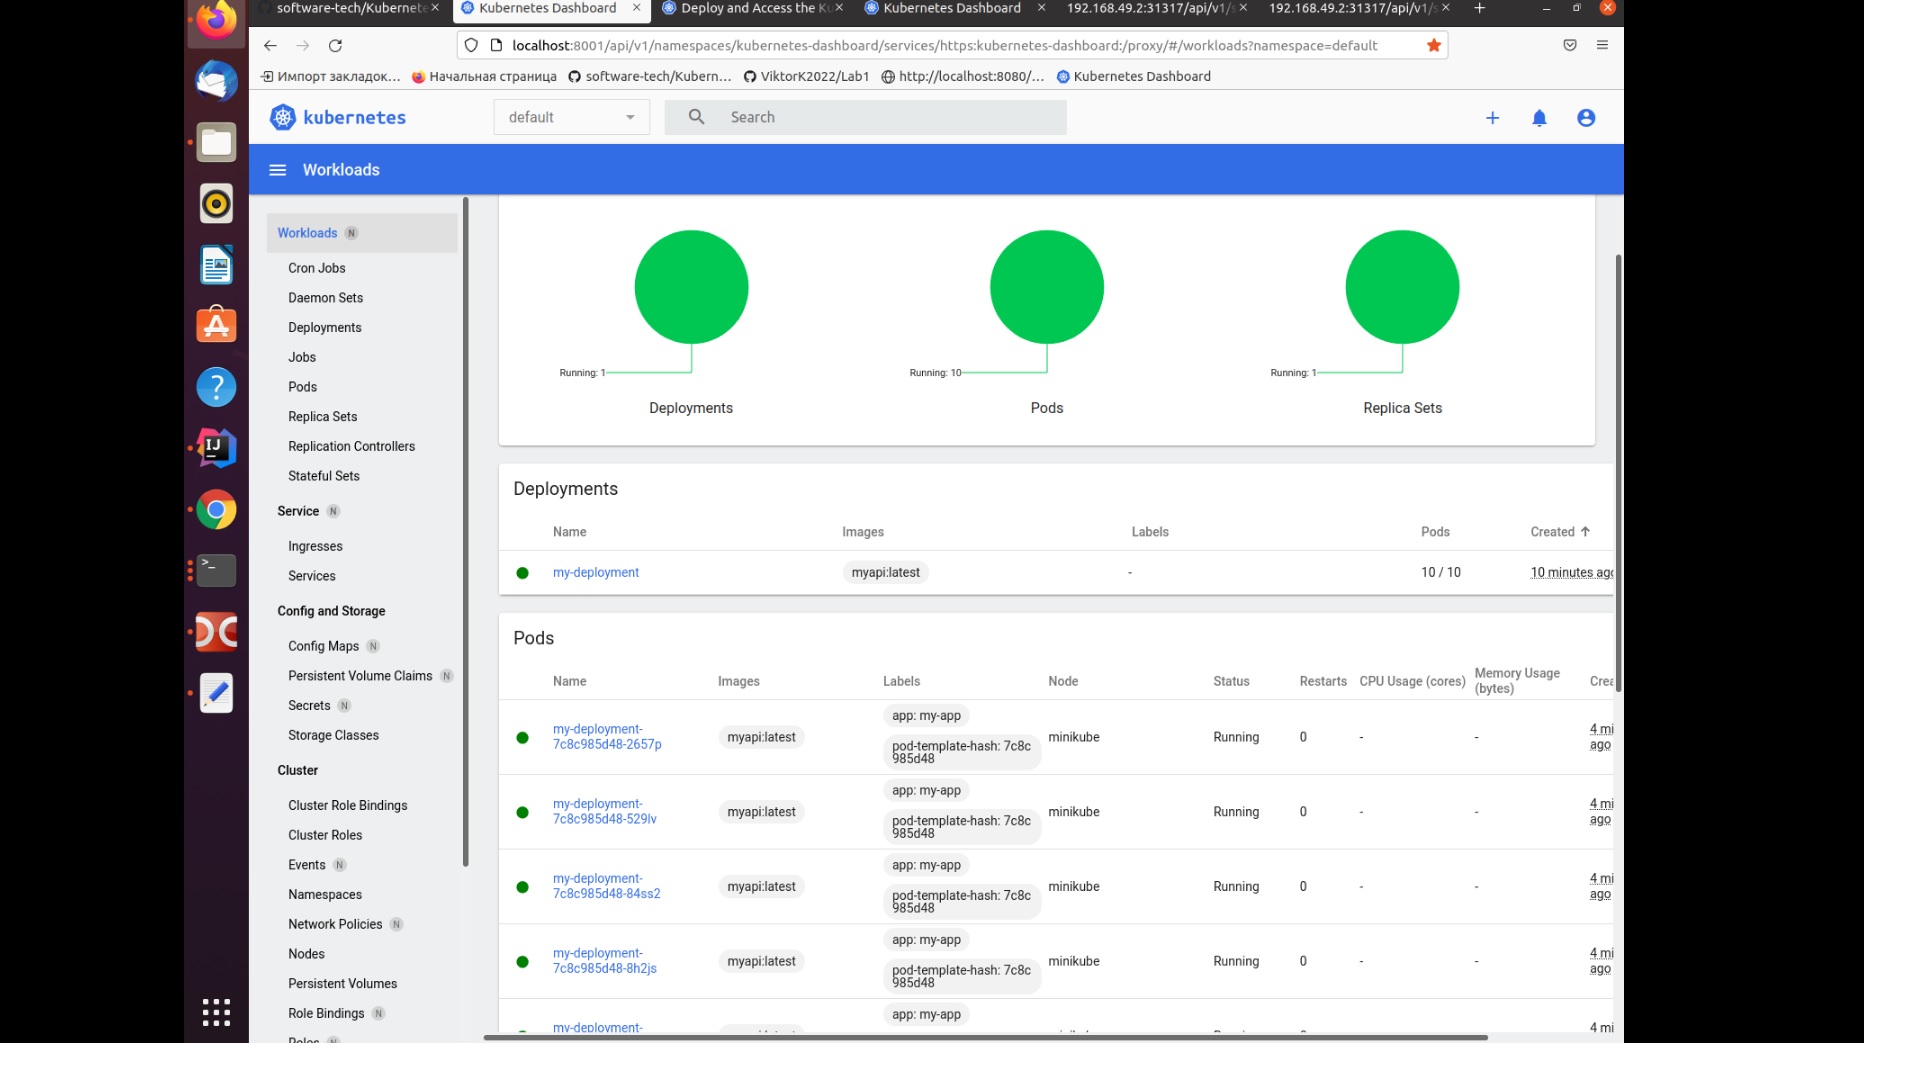 software-tech/Kubernete
Kubernetes Dashboard
Deploy and Access the Ku
Kubernetes Dashboard
192.168.49.2:31317/api/v1/s
192.168.49.2:31317/api/v1/s
localhost:8001/api/v1/namespaces/kubernetes-dashboard/services/https:kubernetes-dashboard:/proxy/#/workloads?namespace=default
Импорт закладок... Начальная страница software-tech/Kubern... ViktorK2022/Lab1 http://localhost:8080/... Kubernetes Dashboard
kubernetes default Search
Workloads
Workloads N
Cron Jobs
Daemon Sets
Deployments
Jobs
Pods
Replica Sets
Replication Controllers
Stateful Sets
Service N
Ingresses
Services
Config and Storage
Config Maps N
Persistent Volume Claims N
Secrets N
Storage Classes
Cluster
Cluster Role Bindings
Cluster Roles
Events N
Namespaces
Network Policies N
Nodes
Persistent Volumes
Role Bindings N
Roles N
Running: 1 Running: 10 Running: 1
Deployments Pods Replica Sets
Deployments
Name Images Labels Pods Created
my-deployment myapi:latest - 10 / 10 10 minutes ago
Pods
Name Images Labels Node Status Restarts CPU Usage (cores) Memory Usage (bytes) Crea
my-deployment-7c8c985d48-2657p myapi:latest app: my-app pod-template-hash: 7c8c985d48 minikube Running 0 - - 4 mi ago
my-deployment-7c8c985d48-529lv myapi:latest app: my-app pod-template-hash: 7c8c985d48 minikube Running 0 - - 4 mi ago
my-deployment-7c8c985d48-84ss2 myapi:latest app: my-app pod-template-hash: 7c8c985d48 minikube Running 0 - - 4 mi ago
my-deployment-7c8c985d48-8h2js myapi:latest app: my-app pod-template-hash: 7c8c985d48 minikube Running 0 - - 4 mi ago
my-deployment- app: my-app 4 mi